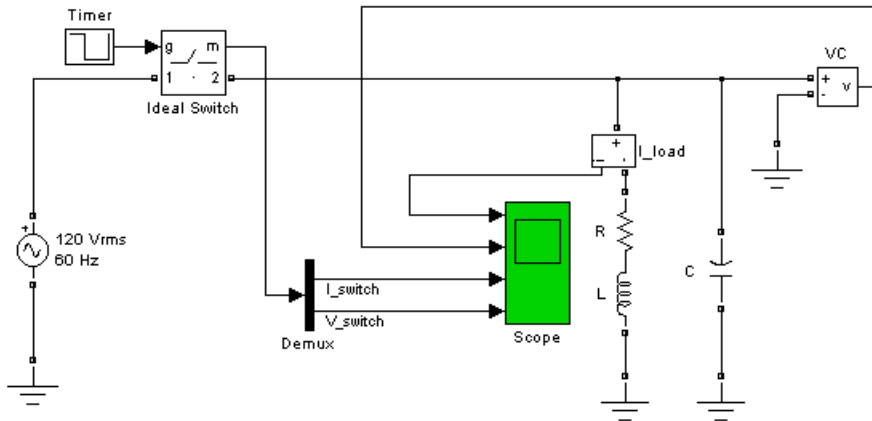 Timer
g m
1 2
Ideal Switch
VC
+
-
v
+
I_load
+
120 Vrms
60 Hz
R
L
C
I_switch
V_switch
Demux
Scope